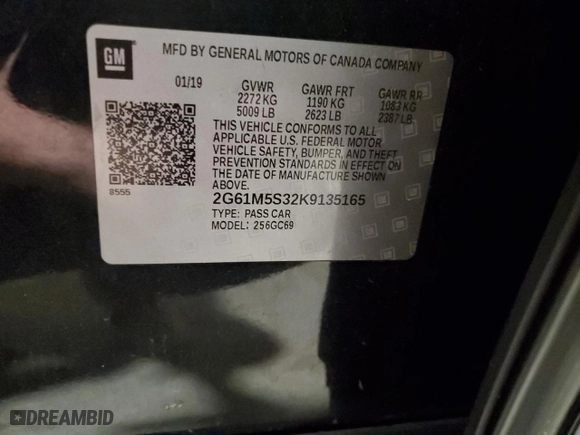 GM
MFD BY GENERAL MOTORS OF CANADA COMPANY
01/19 GVWR GAWR FRT GAWR RR
2272 KG 1190 KG 1083 KG
5009 LB 2623 LB 2387 LB
THIS VEHICLE CONFORMS TO ALL
APPLICABLE U.S. FEDERAL MOTOR
VEHICLE SAFETY, BUMPER, AND THEFT
PREVENTION STANDARDS IN EFFECT ON
THE DATE OF MANUFACTURE SHOWN
ABOVE.
8555
2G61M5S32K9135165
TYPE: PASS CAR
MODEL: 256GC69
DREAMBID